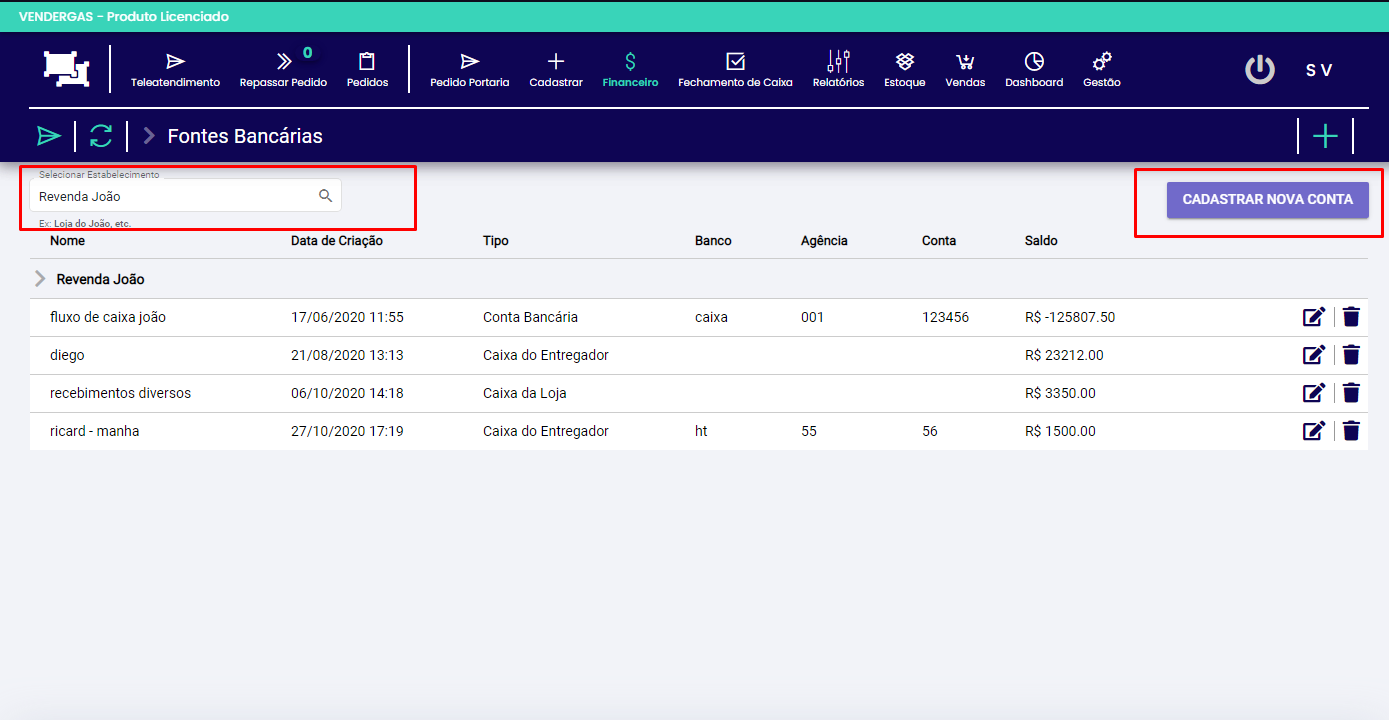 VENDERGAS - Produto Licenciado
0
Teleatendimento Repassar Pedido Pedidos Pedido Portaria Cadastrar Financeiro Fechamento de Caixa Relatórios Estoque Vendas Dashboard Gestão S V
Fontes Bancárias
Selecionar Estabelecimento
Revenda João
CADASTRAR NOVA CONTA
Ex: Loja do João, etc.
Nome Data de Criação Tipo Banco Agência Conta Saldo
Revenda João
fluxo de caixa joão 17/06/2020 11:55 Conta Bancária caixa 001 123456 R$ -125807.50
diego 21/08/2020 13:13 Caixa do Entregador R$ 23212.00
recebimentos diversos 06/10/2020 14:18 Caixa da Loja R$ 3350.00
ricard - manha 27/10/2020 17:19 Caixa do Entregador ht 55 56 R$ 1500.00